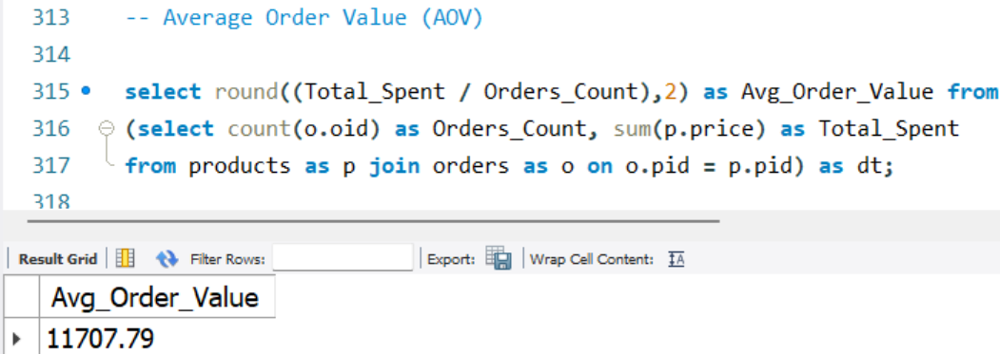 313 -- Average Order Value (AOV)
314
315 select round((Total_Spent / Orders_Count),2) as Avg_Order_Value from
316 (select count(o.oid) as Orders_Count, sum(p.price) as Total_Spent
317 from products as p join orders as o on o.pid = p.pid) as dt;
318
Result Grid Filter Rows: Export: Wrap Cell Content: IA
Avg_Order_Value
11707.79